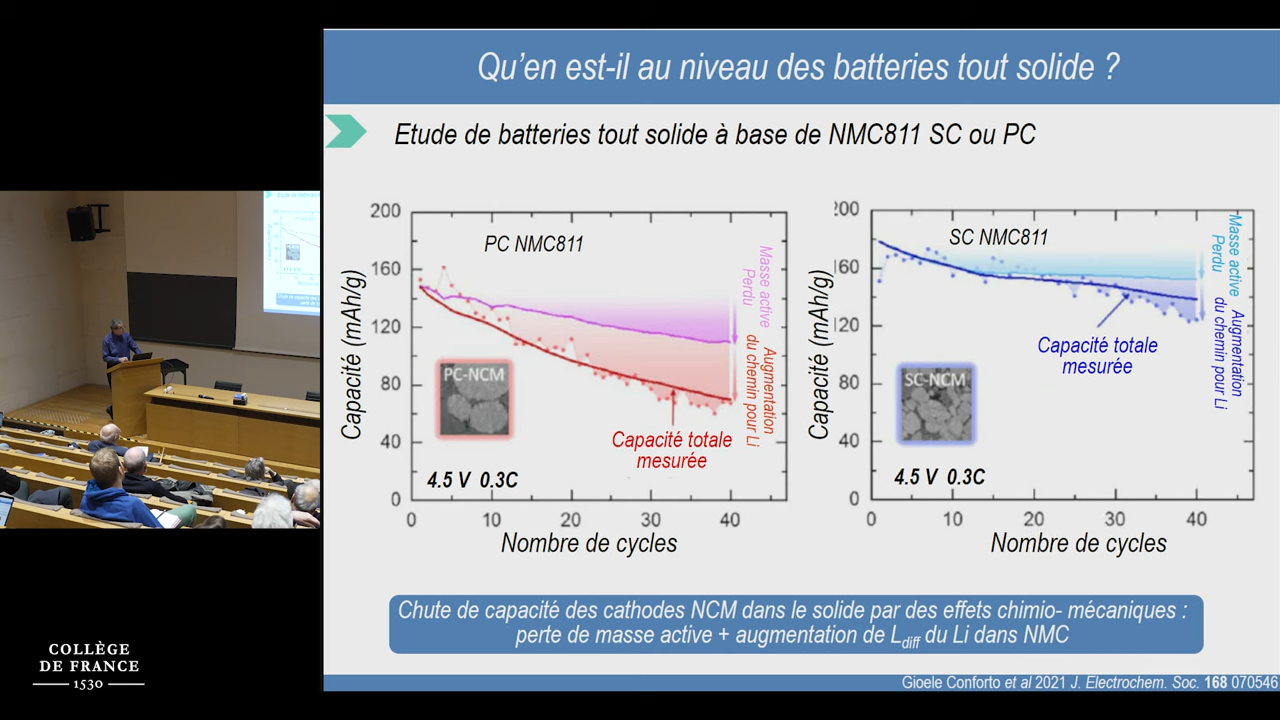 Qu'en est-il au niveau des batteries tout solide ?
Etude de batteries tout solide à base de NMC811 SC ou PC
Capacité (mAh/g)
200
160
120
80
40
0
PC NMC811
Masse active
Perdu
Augmentation
du chemin pour Li
PC-NCM
Capacité totale
mesurée
4.5 V 0.3C
0 10 20 30 40
Nombre de cycles
Capacité (mAh/g)
200
160
120
80
40
0
SC NMC811
Masse active
Perdu
Augmentation
du chemin pour Li
Capacité totale
mesurée
SC-NCM
4.5 V 0.3C
0 10 20 30 40
Nombre de cycles
Chute de capacité des cathodes NCM dans le solide par des effets chimio- mécaniques :
perte de masse active + augmentation de Ldiff du Li dans NMC
Gioele Conforto et al 2021 J. Electrochem. Soc. 168 070546
COLLÈGE
DE FRANCE
1530